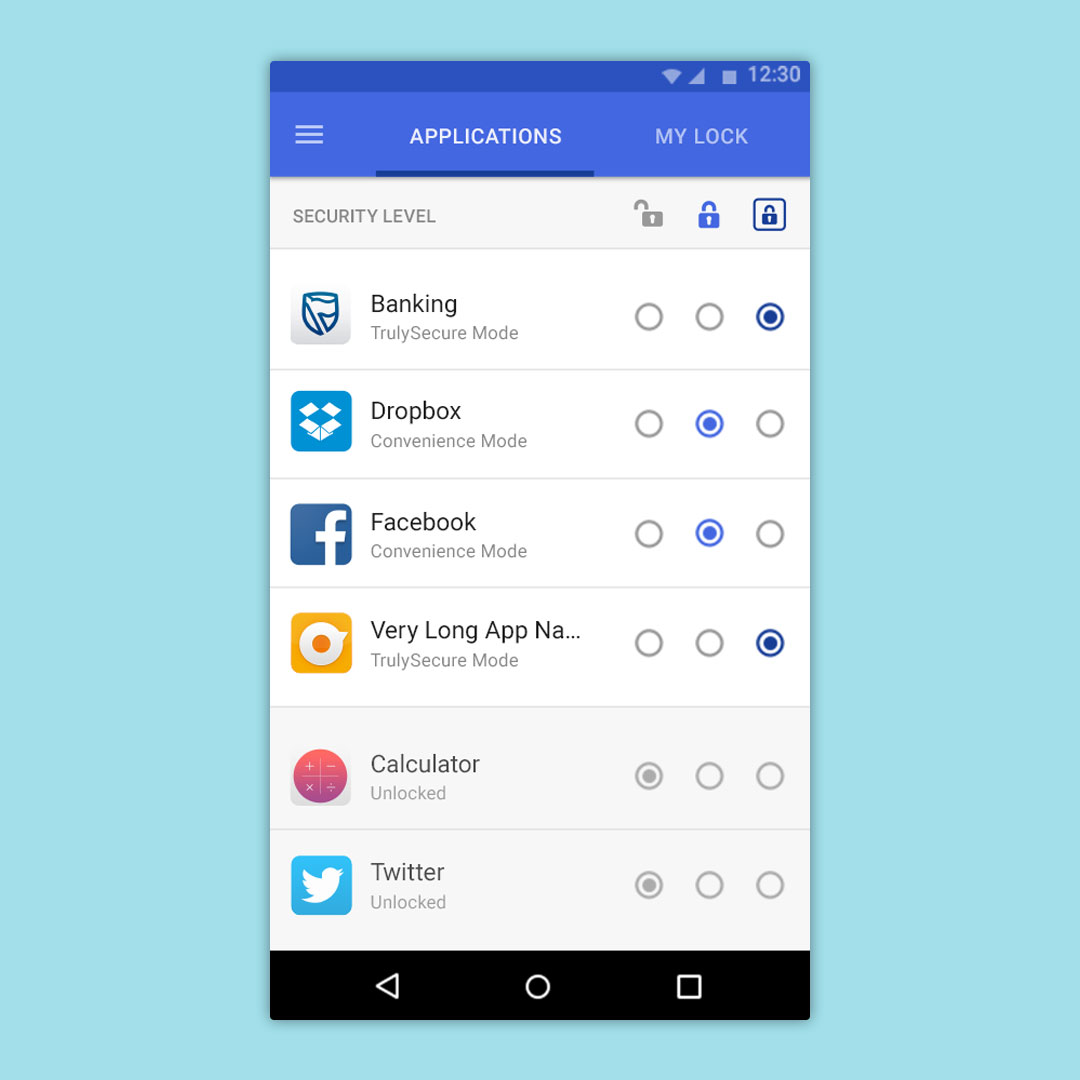 12:30
APPLICATIONS MY LOCK
SECURITY LEVEL
Banking
TrulySecure Mode
Dropbox
Convenience Mode
Facebook
Convenience Mode
Very Long App Na...
TrulySecure Mode
Calculator
Unlocked
Twitter
Unlocked